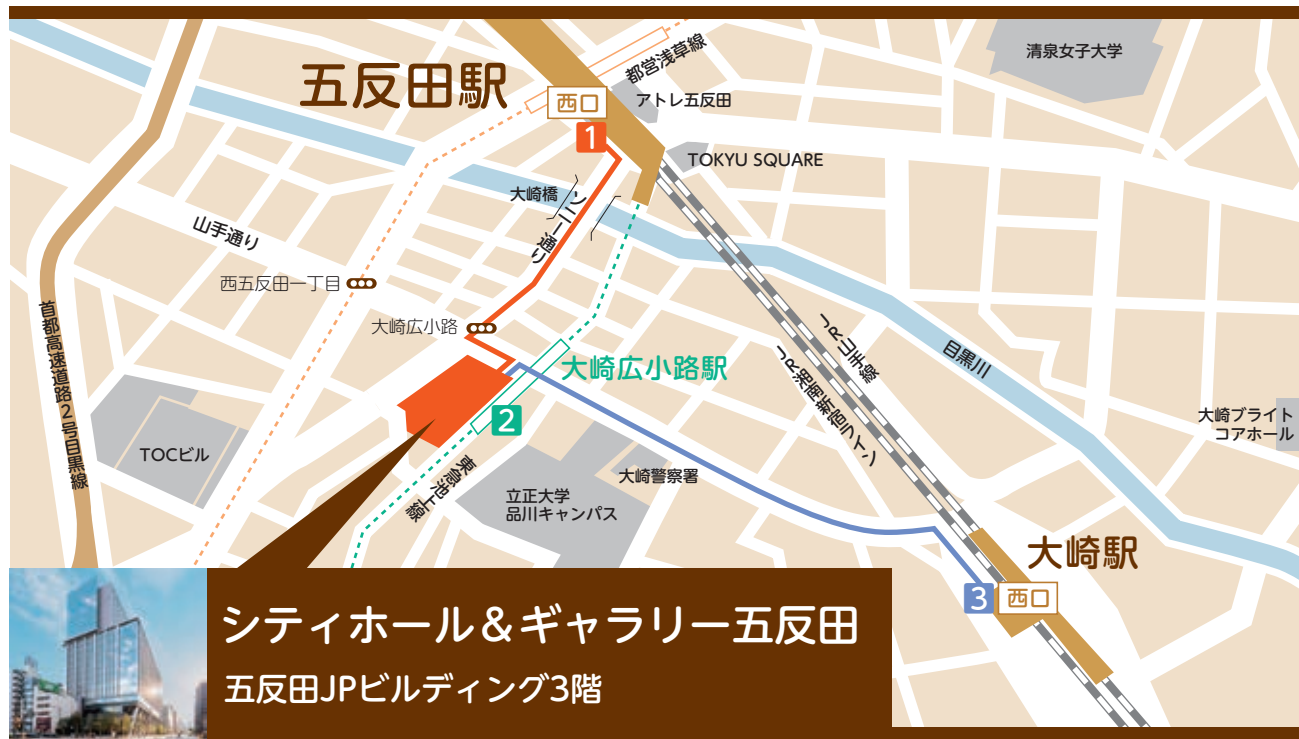 清泉女子大学
都営浅草線
五反田駅
西口
アトレ五反田
1
TOKYU SQUARE
大崎橋
ソニー通り
山手通り
西五反田一丁目
首都高速道路2号目黒線
大崎広小路
JR山手線
JR湘南新宿ライン
目黒川
大崎広小路駅
2
大崎ブライト
コアホール
TOCビル
東急池上線
大崎警察署
立正大学
品川キャンパス
大崎駅
3
西口
シティホール&ギャラリー五反田
五反田JPビルディング3階